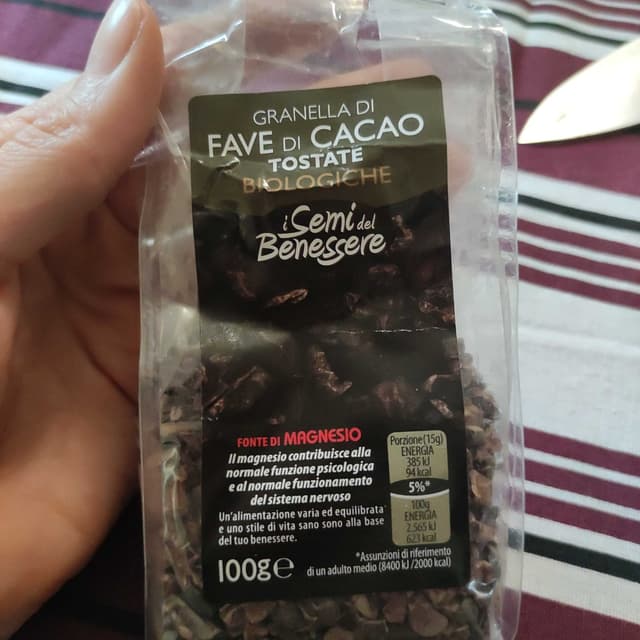 GRANELLA DI
FAVE DI CACAO
TOSTATE
BIOLOGICHE
i Semi del
Benessere
FONTE DI MAGNESIO
Il magnesio contribuisce alla
normale funzione psicologica
e al normale funzionamento
del sistema nervoso
Un'alimentazione varia ed equilibrata
e uno stile di vita sano sono alla base
del tuo benessere.
Porzione (15g)
ENERGIA
385 kJ
94 kcal
5%*
100g
ENERGIA
2.565 kJ
623 kcal
100g e
*Assunzioni di riferimento
di un adulto medio (8400 kJ /2000 kcal)